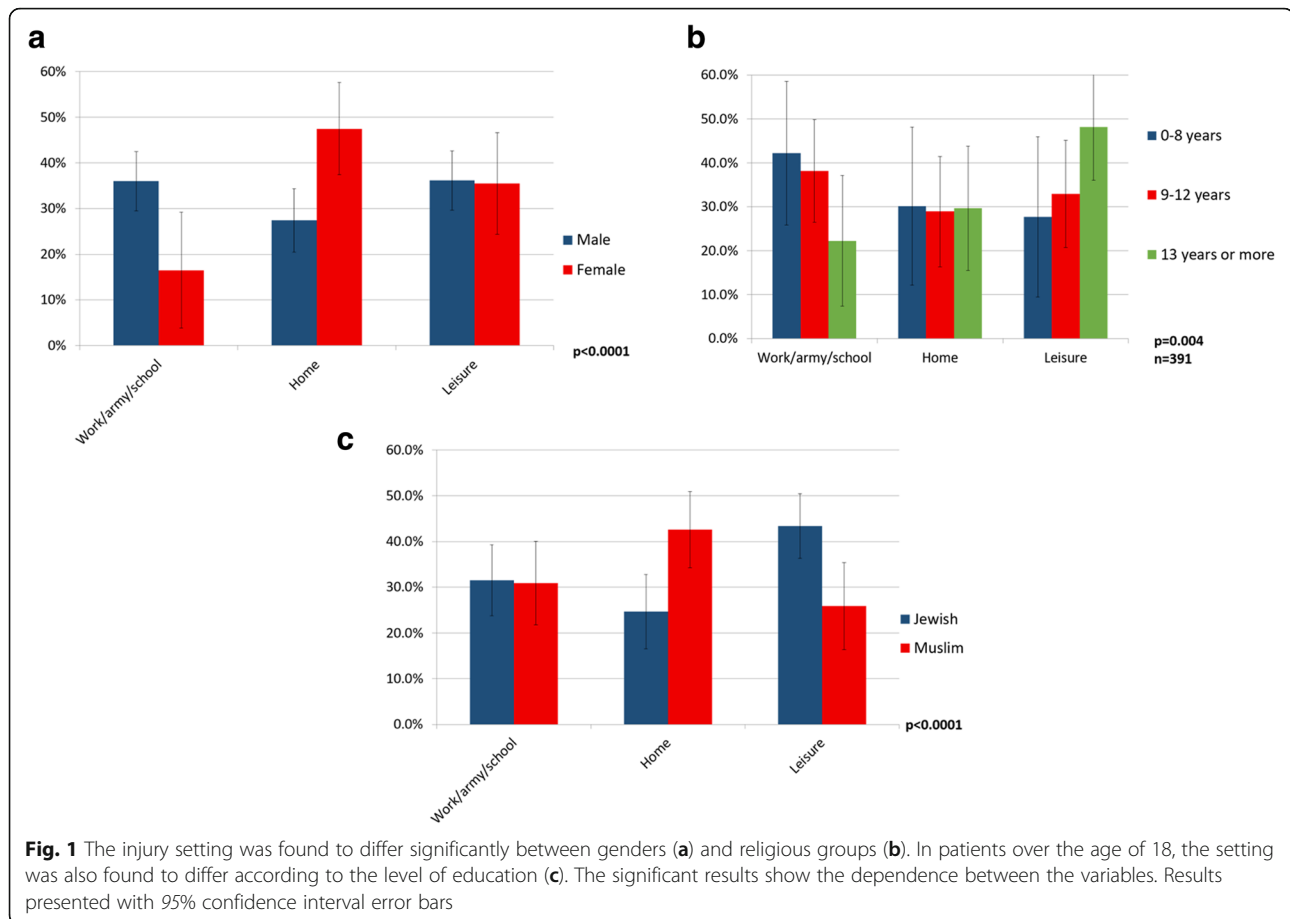 a
60%
50%
40%
30%
20%
10%
0%
Work/army/school
Home
Leisure
Male
Female
p<0.0001
b
60.0%
50.0%
40.0%
30.0%
20.0%
10.0%
0.0%
Work/army/school
Home
Leisure
0-8 years
9-12 years
13 years or more
p=0.004
n=391
c
60.0%
50.0%
40.0%
30.0%
20.0%
10.0%
0.0%
Work/army/school
Home
Leisure
Jewish
Muslim
p<0.0001
Fig. 1 The injury setting was found to differ significantly between genders (a) and religious groups (b). In patients over the age of 18, the setting
was also found to differ according to the level of education (c). The significant results show the dependence between the variables. Results
presented with 95% confidence interval error bars